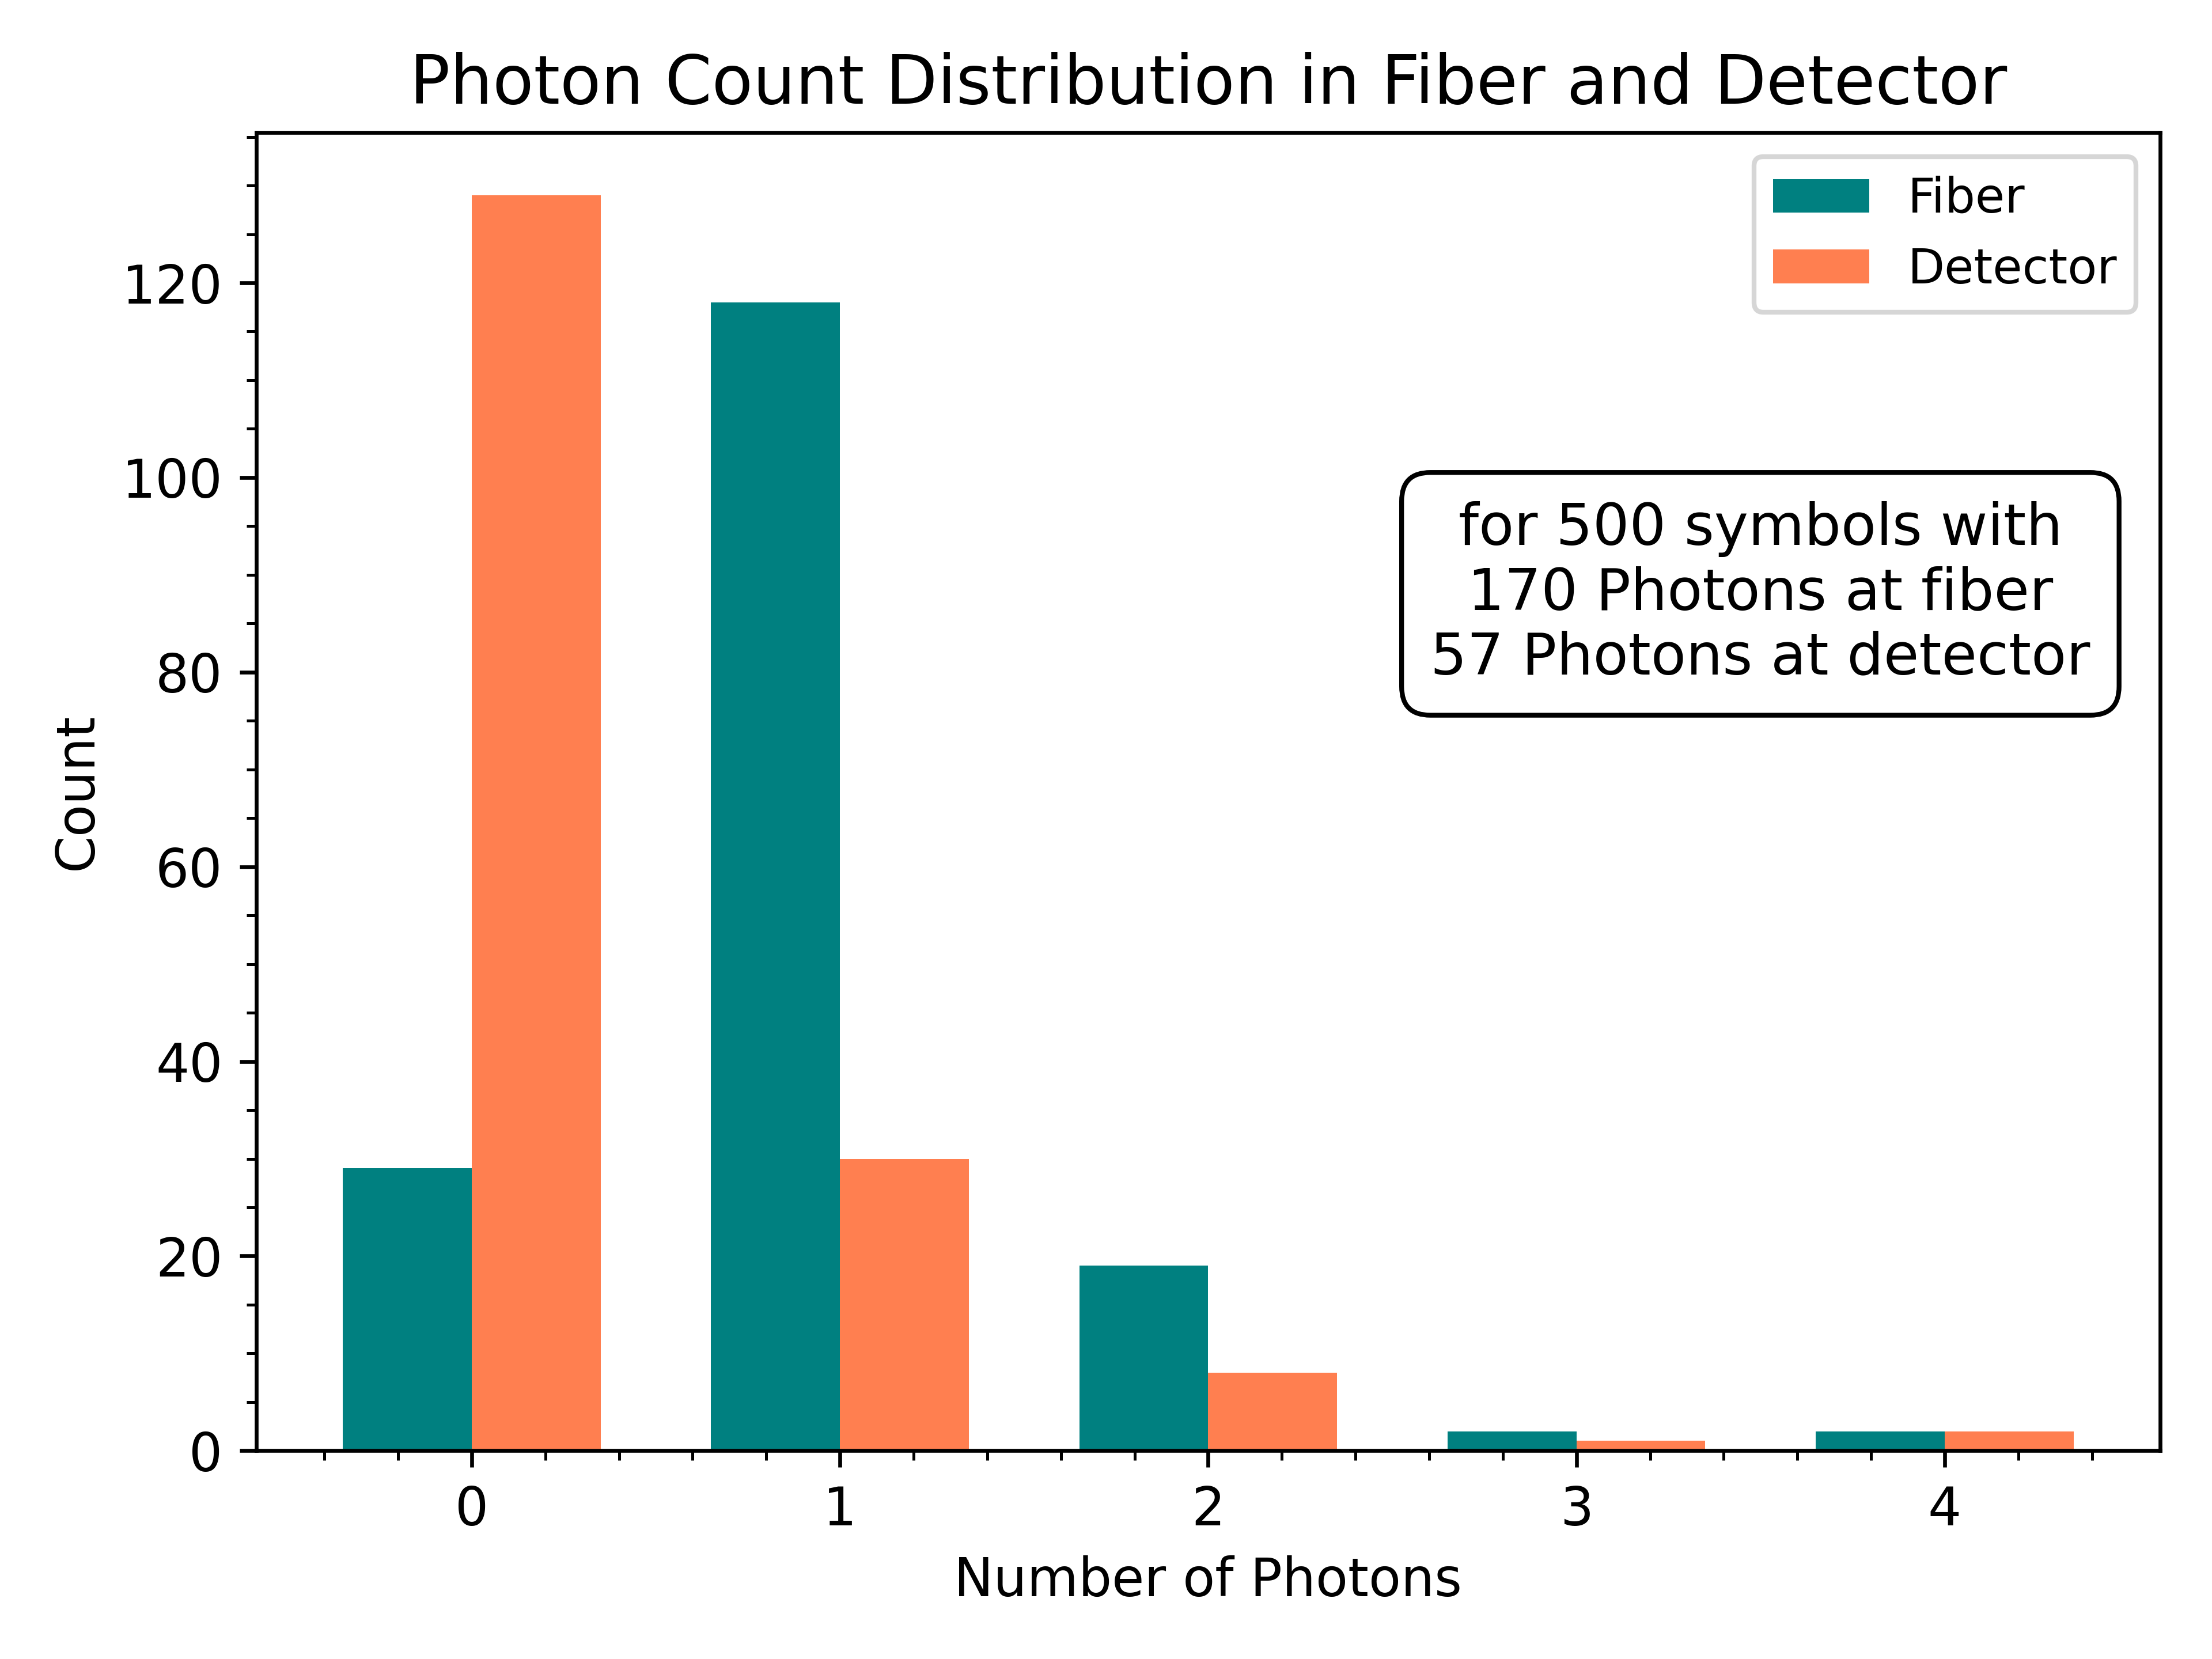 Photon Count Distribution in Fiber and Detector
Fiber
Detector
for 500 symbols with
170 Photons at fiber
57 Photons at detector
Count
120
100
80
60
40
20
0
0 1 2 3 4
Number of Photons